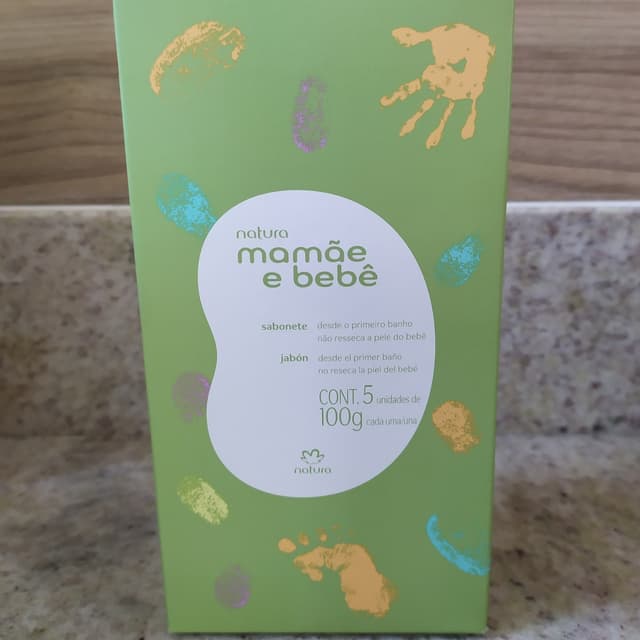 natura
mamãe
e bebê
sabonete desde o primeiro banho
não resseca a pele do bebê
jabón desde el primer baño
no reseca la piel del bebé
CONT. 5 unidades de
100g cada uma/una
natura